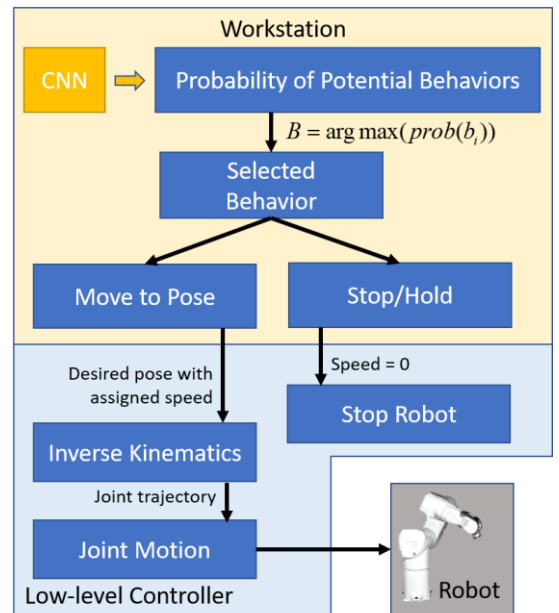 Workstation
CNN
Probability of Potential Behaviors
B = arg max(prob(b_i))
Selected
Behavior
Move to Pose
Stop/Hold
Desired pose with
assigned speed
Speed = 0
Stop Robot
Inverse Kinematics
Joint trajectory
Joint Motion
Robot
Low-level Controller